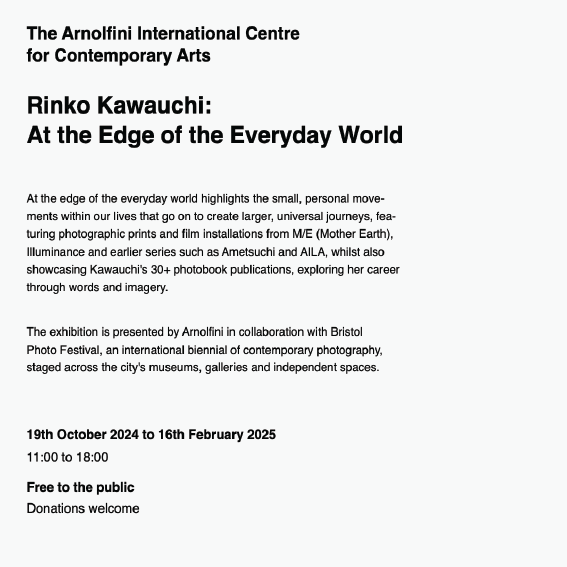 The Arnolfini International Centre
for Contemporary Arts
Rinko Kawauchi:
At the Edge of the Everyday World
At the edge of the everyday world highlights the small, personal move-
ments within our lives that go on to create larger, universal journeys, fea-
turing photographic prints and film installations from M/E (Mother Earth),
Illuminance and earlier series such as Ametsuchi and AILA, whilst also
showcasing Kawauchi's 30+ photobook publications, exploring her career
through words and imagery.
The exhibition is presented by Arnolfini in collaboration with Bristol
Photo Festival, an international biennial of contemporary photography,
staged across the city's museums, galleries and independent spaces.
19th October 2024 to 16th February 2025
11:00 to 18:00
Free to the public
Donations welcome